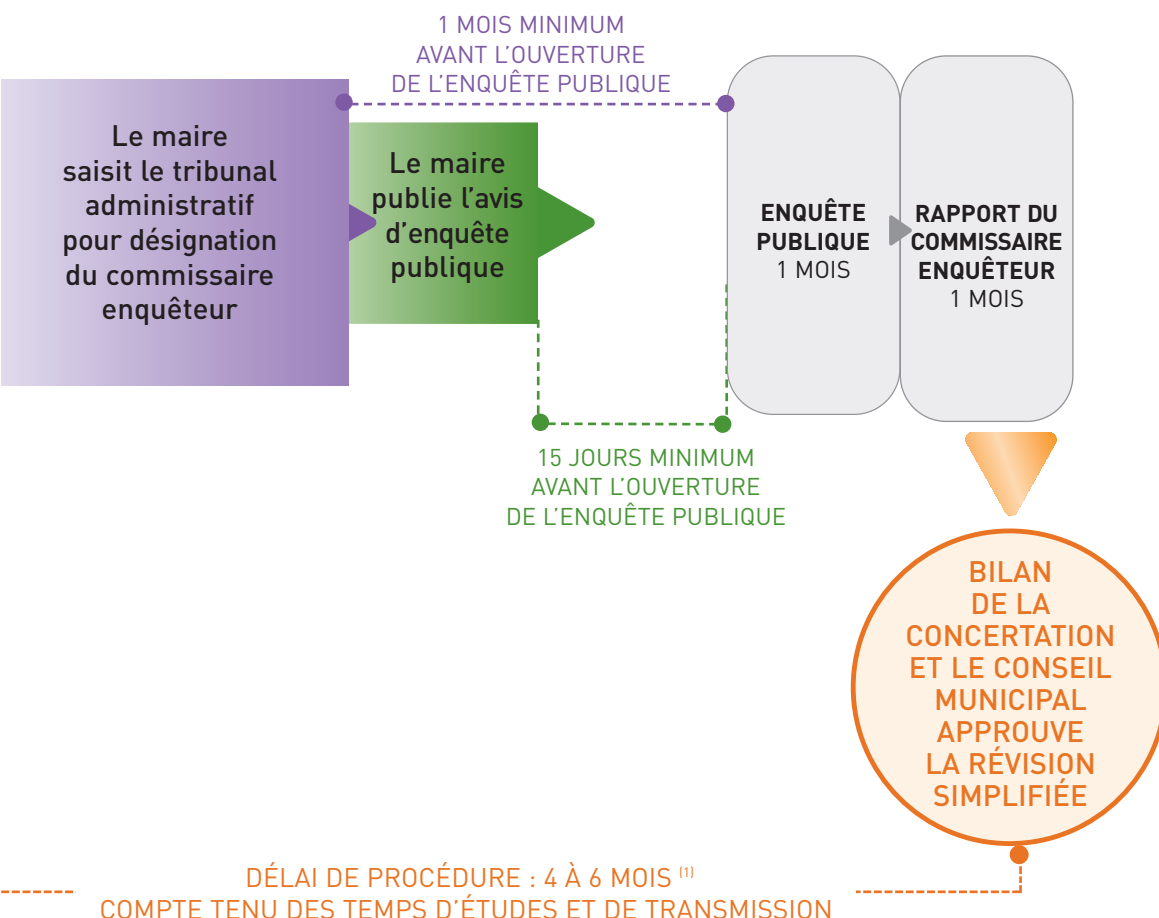 1 MOIS MINIMUM
AVANT L'OUVERTURE
DE L'ENQUÊTE PUBLIQUE
Le maire
saisit le tribunal
administratif
pour désignation
du commissaire
enquêteur
Le maire
publie l'avis
d'enquête
publique
ENQUÊTE
PUBLIQUE
1 MOIS
RAPPORT DU
COMMISSAIRE
ENQUÊTEUR
1 MOIS
15 JOURS MINIMUM
AVANT L'OUVERTURE
DE L'ENQUÊTE PUBLIQUE
BILAN
DE LA
CONCERTATION
ET LE CONSEIL
MUNICIPAL
APPROUVE
LA RÉVISION
SIMPLIFIÉE
DÉLAI DE PROCÉDURE : 4 À 6 MOIS (1)
COMPTE TENU DES TEMPS D'ÉTUDES ET DE TRANSMISSION